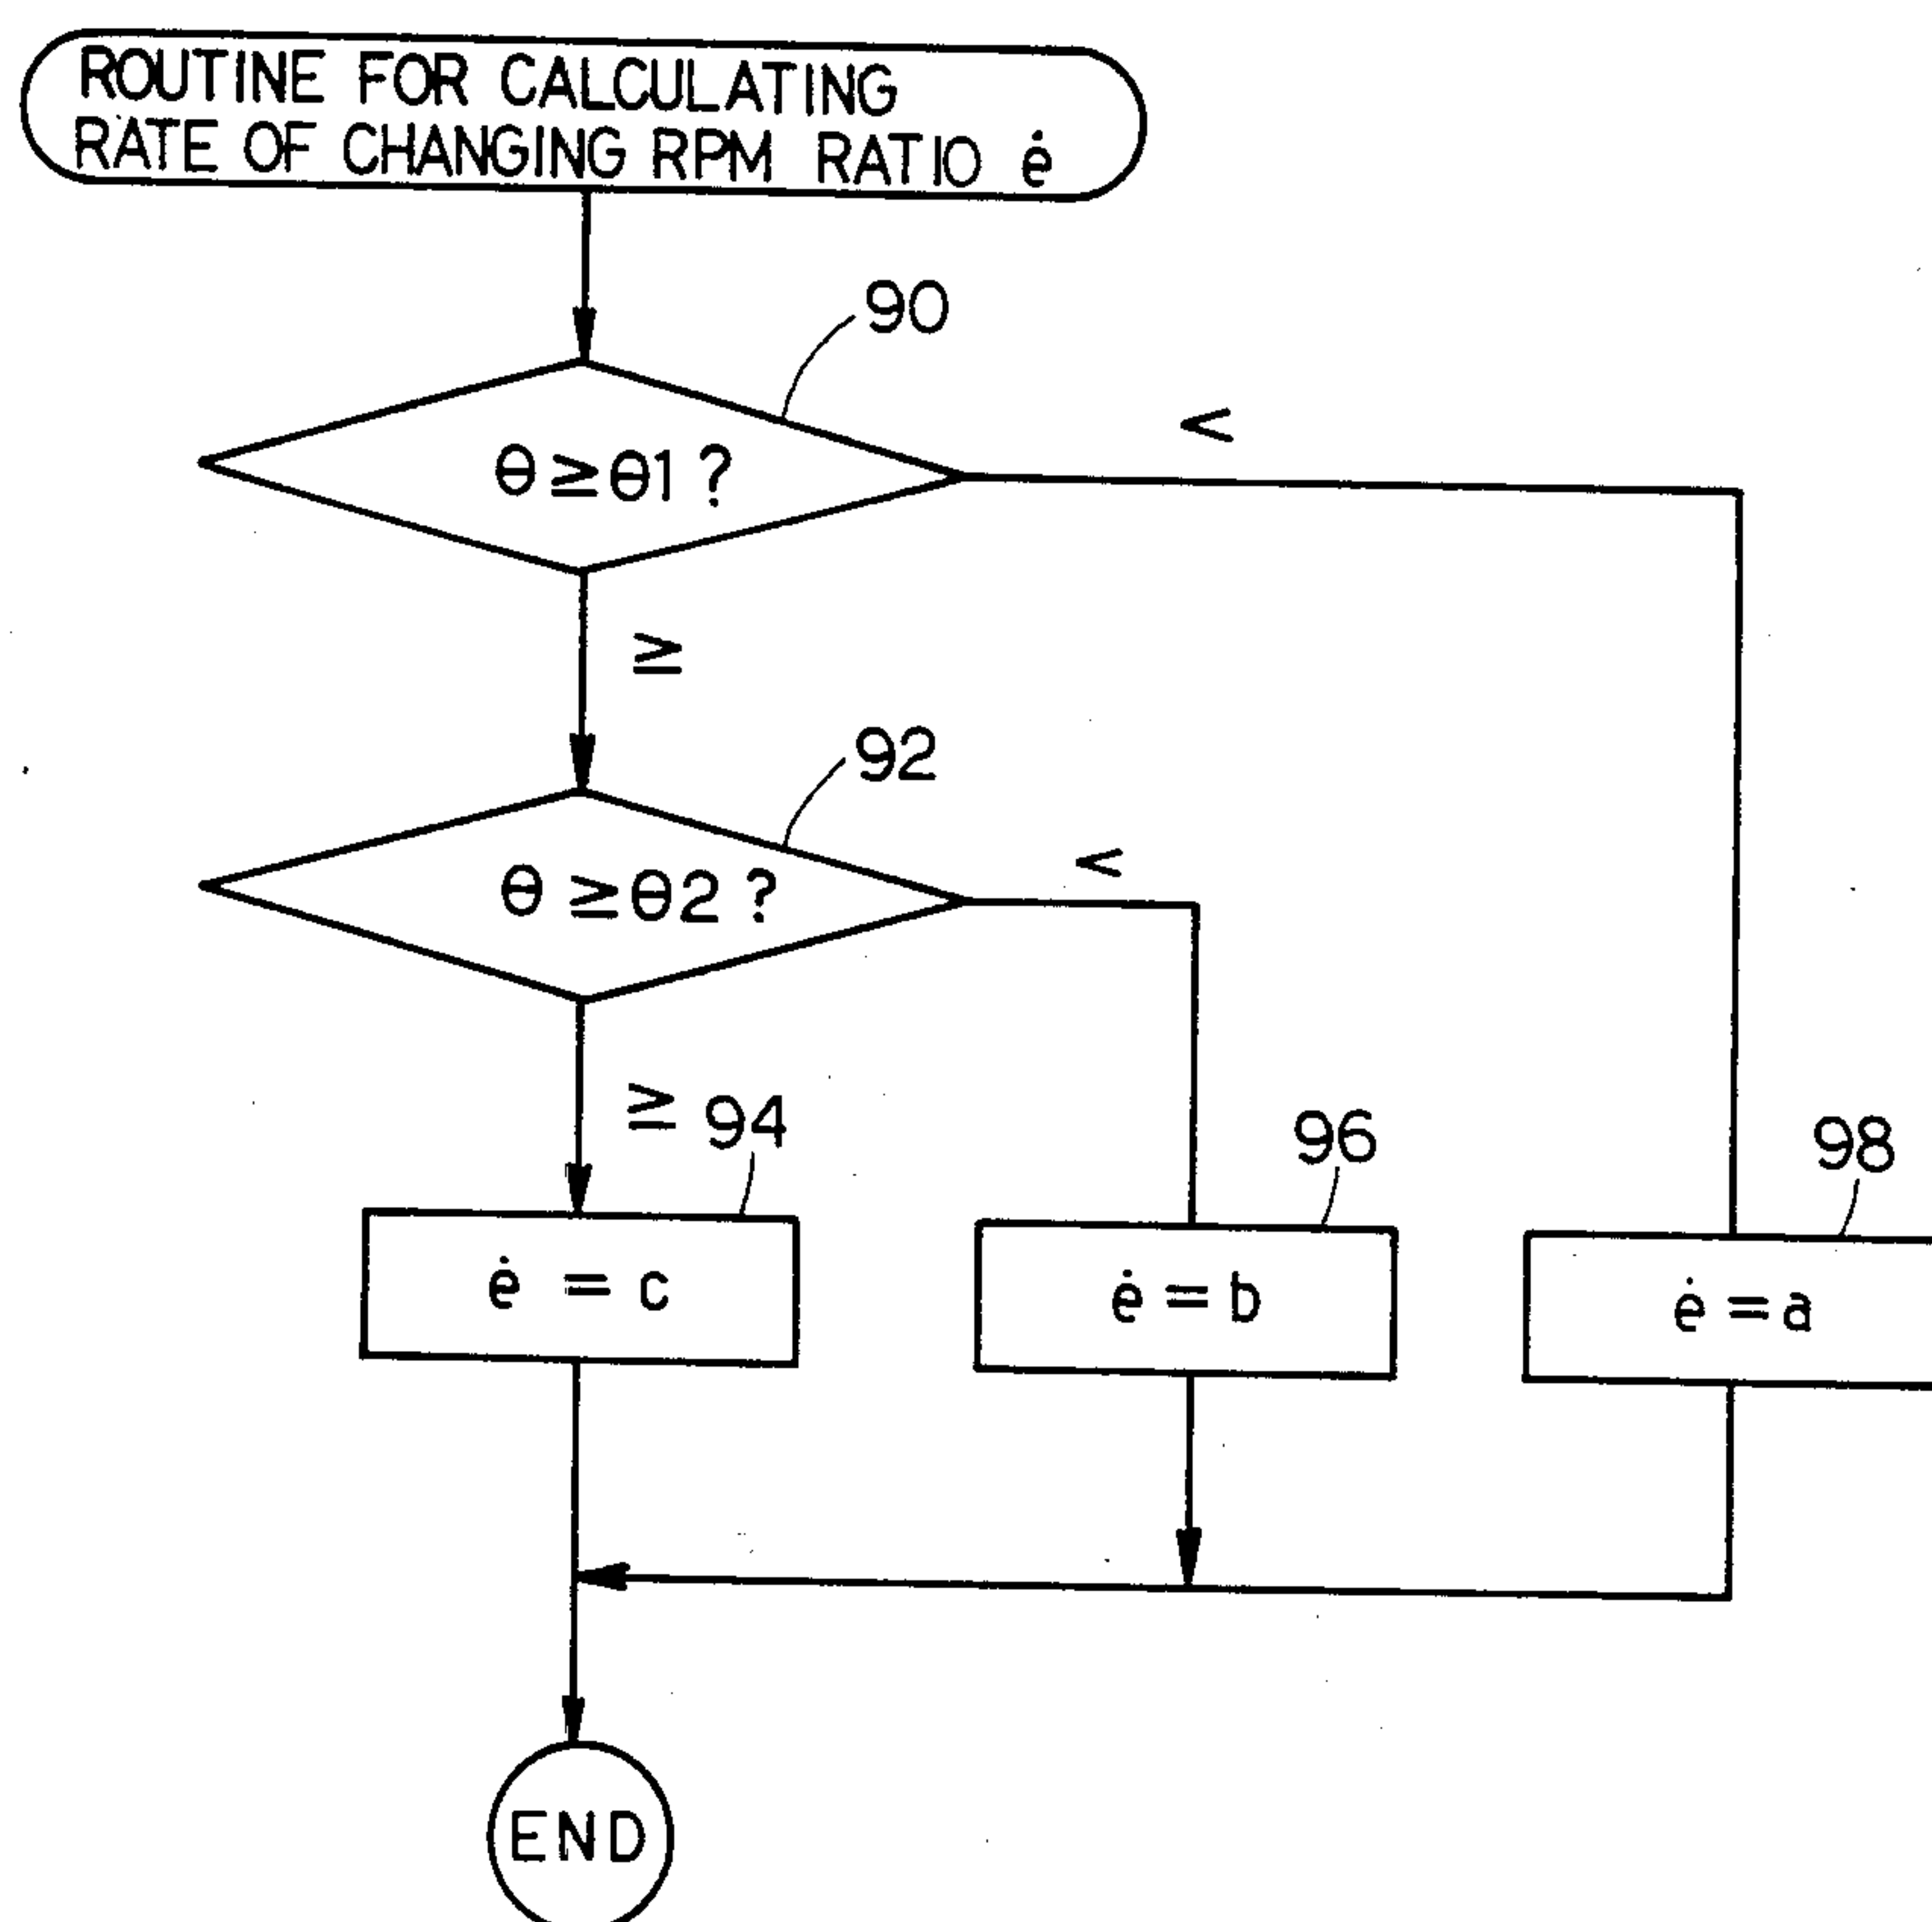 ROUTINE FOR CALCULATING
RATE OF CHANGING RPM RATIO ė
90
θ ≥ θ1 ?
<
≥
92
θ ≥ θ2 ?
<
≥
94
96
98
ė = c
ė = b
ė = a
END